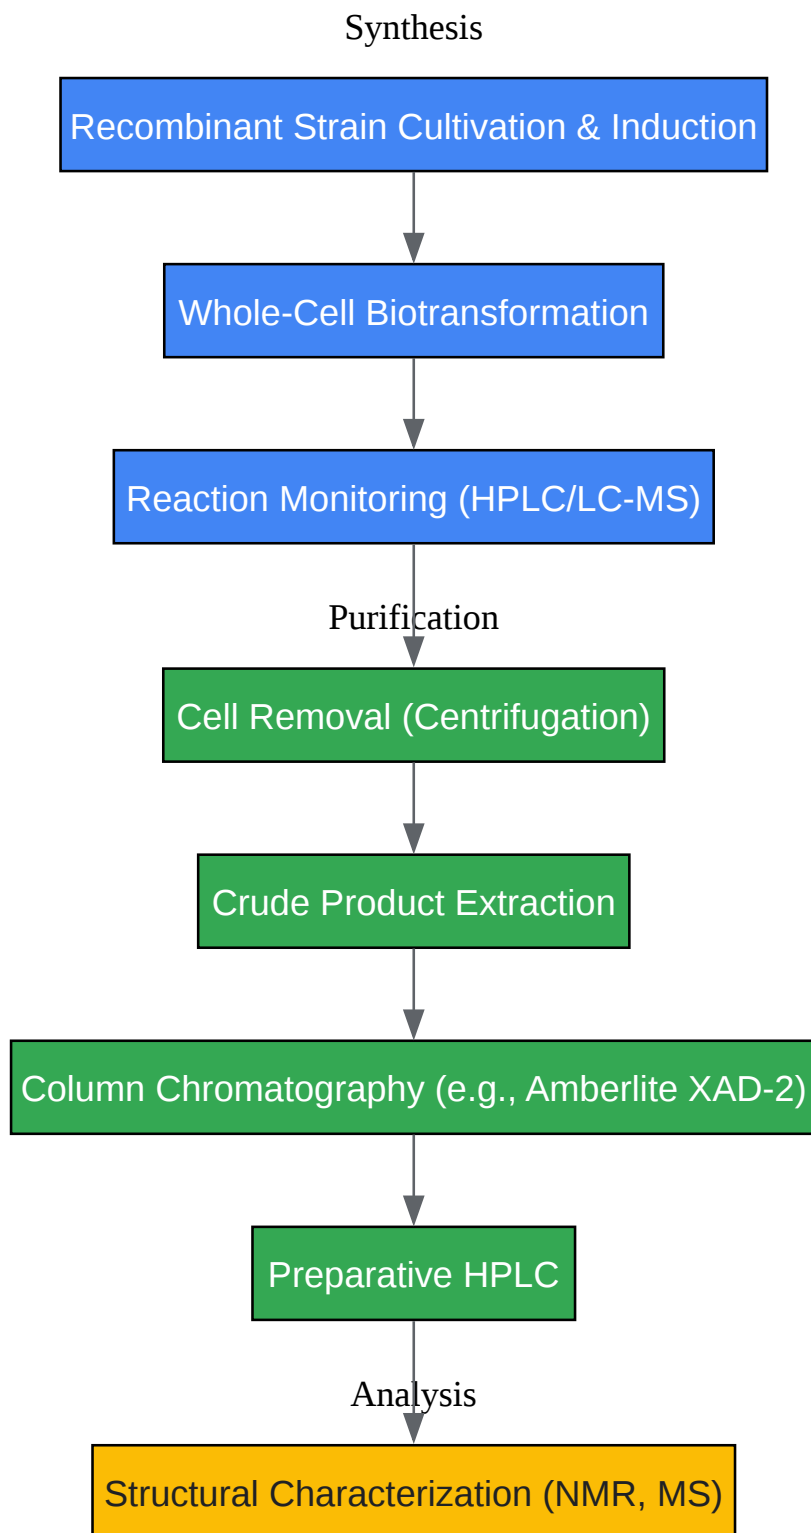 Synthesis
Recombinant Strain Cultivation & Induction
Whole-Cell Biotransformation
Reaction Monitoring (HPLC/LC-MS)
Purification
Cell Removal (Centrifugation)
Crude Product Extraction
Column Chromatography (e.g., Amberlite XAD-2)
Preparative HPLC
Analysis
Structural Characterization (NMR, MS)